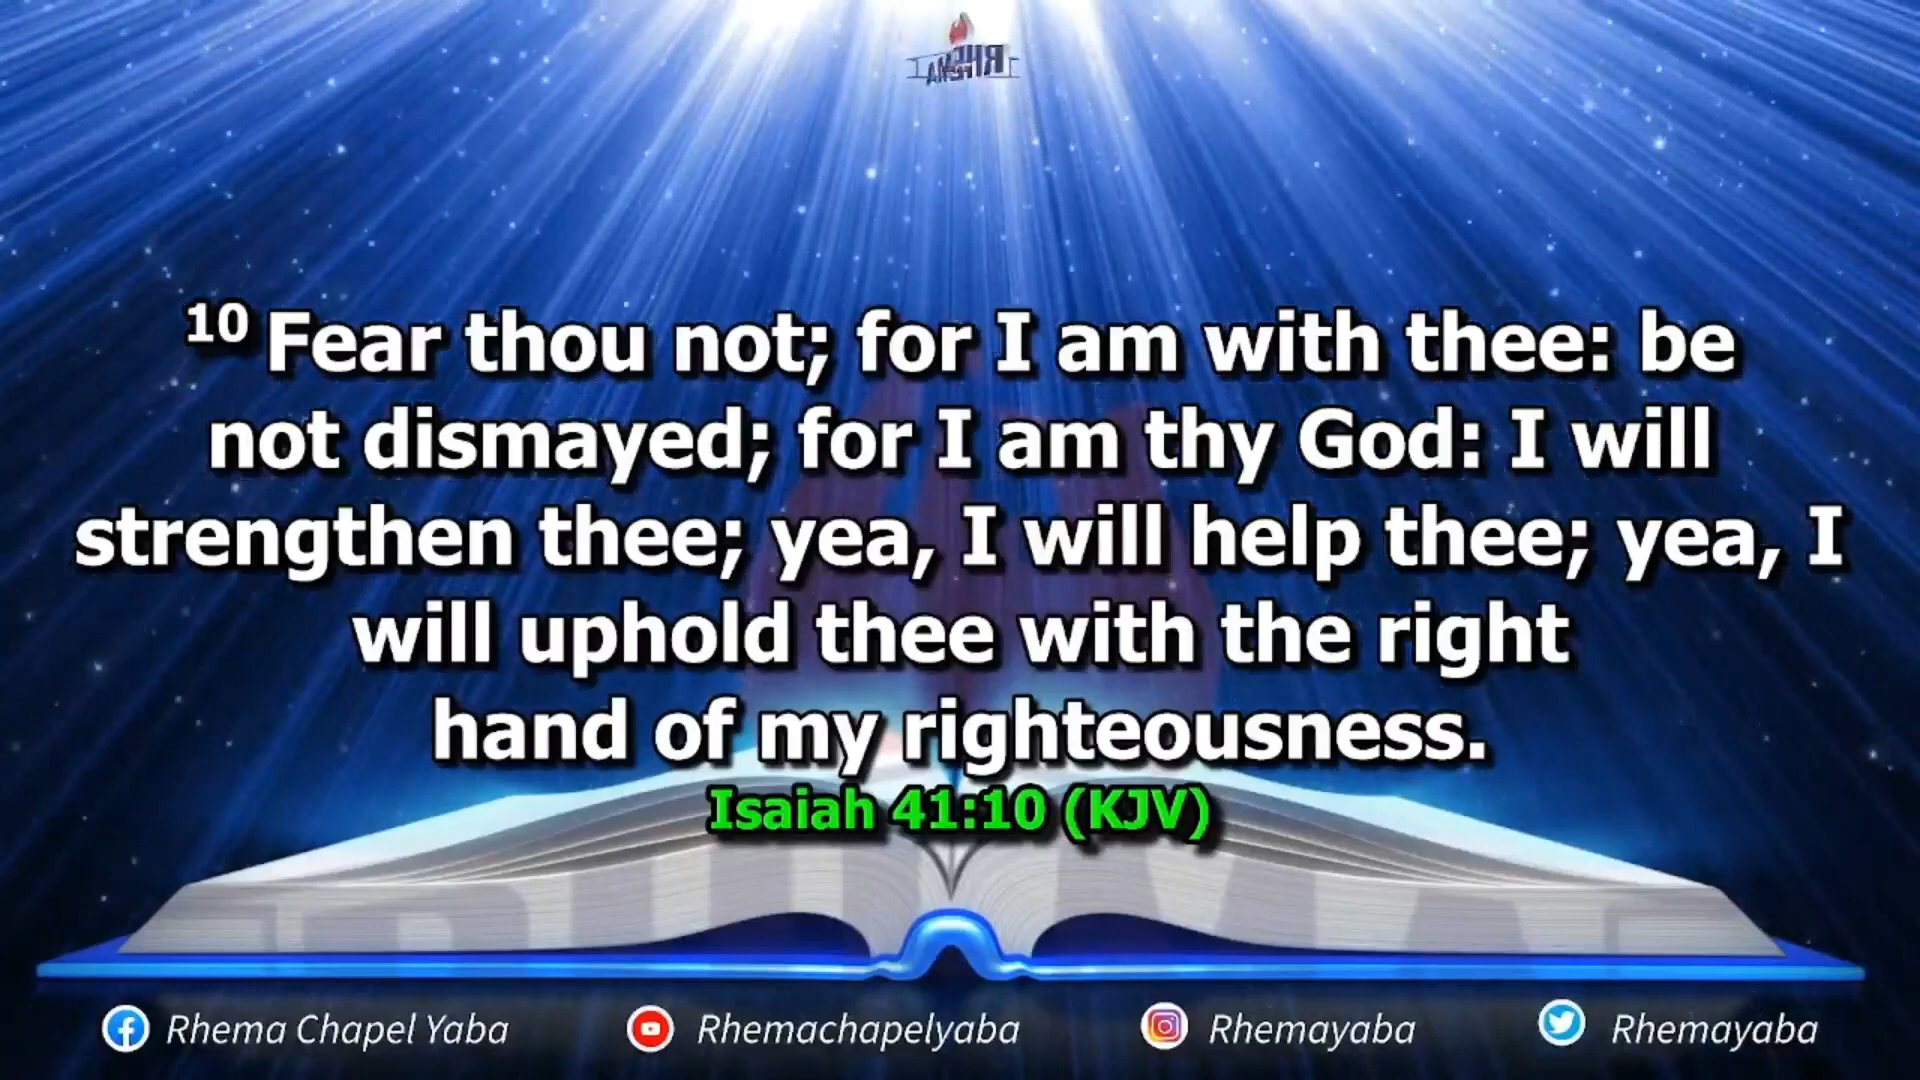 10 Fear thou not; for I am with thee: be
not dismayed; for I am thy God: I will
strengthen thee; yea, I will help thee; yea, I
will uphold thee with the right
hand of my righteousness.
Isaiah 41:10 (KJV)
Rhema Chapel Yaba
Rhemachapelyaba
Rhemayaba
Rhemayaba